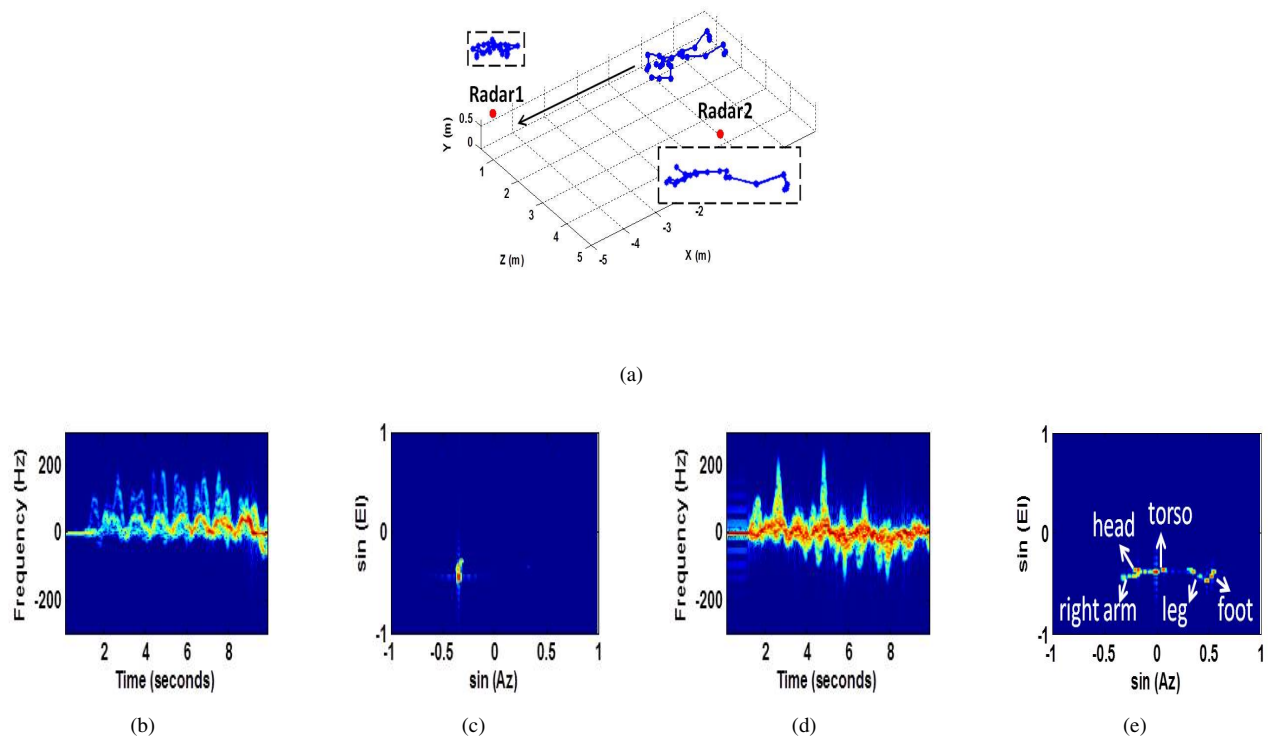 Radar1
Radar2
Y (m)
0.5
0
1
2
3
4
5
Z (m)
-5
-4
-3
-2
X (m)
(a)
Frequency (Hz)
200
0
-200
2 4 6 8
Time (seconds)
(b)
sin (El)
1
0
-1
-1 -0.5 0 0.5 1
sin (Az)
(c)
Frequency (Hz)
200
0
-200
2 4 6 8
Time (seconds)
(d)
sin (El)
1
0
-1
head
torso
right arm
leg
foot
-1 -0.5 0 0.5 1
sin (Az)
(e)